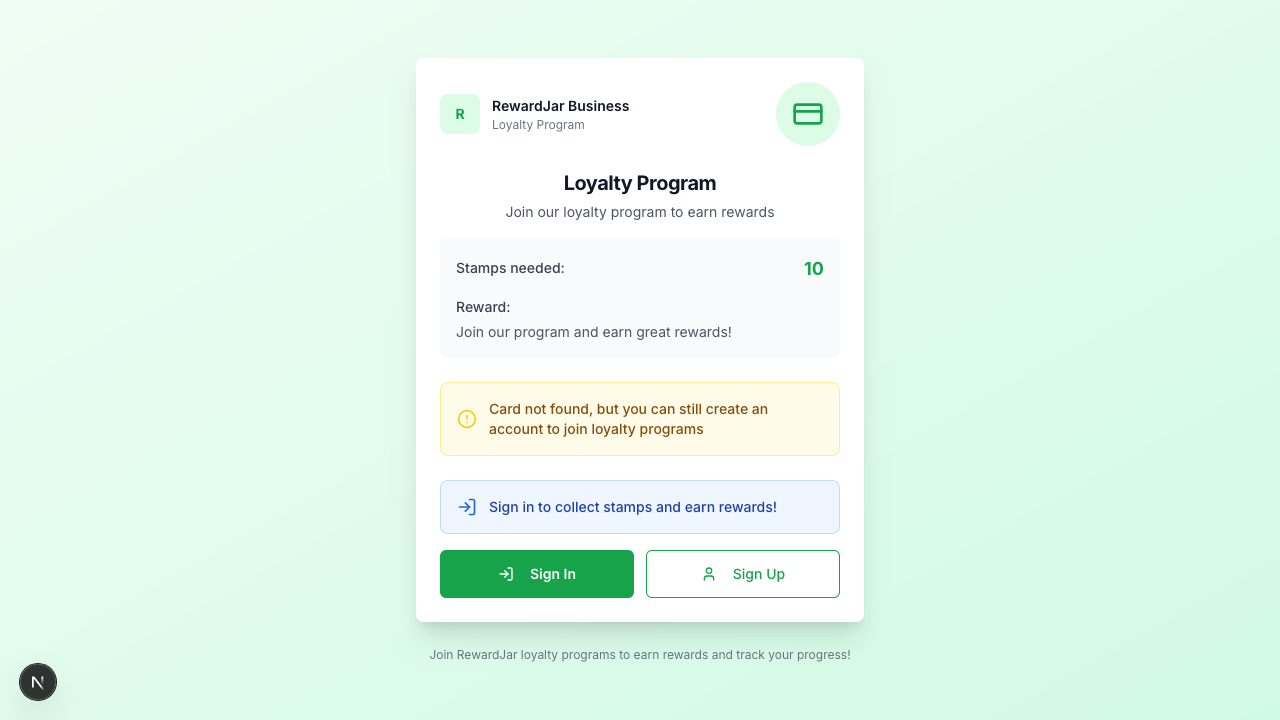 R
RewardJar Business
Loyalty Program
Loyalty Program
Join our loyalty program to earn rewards
Stamps needed:
10
Reward:
Join our program and earn great rewards!
Card not found, but you can still create an
account to join loyalty programs
Sign in to collect stamps and earn rewards!
Sign In
Sign Up
Join RewardJar loyalty programs to earn rewards and track your progress!
N